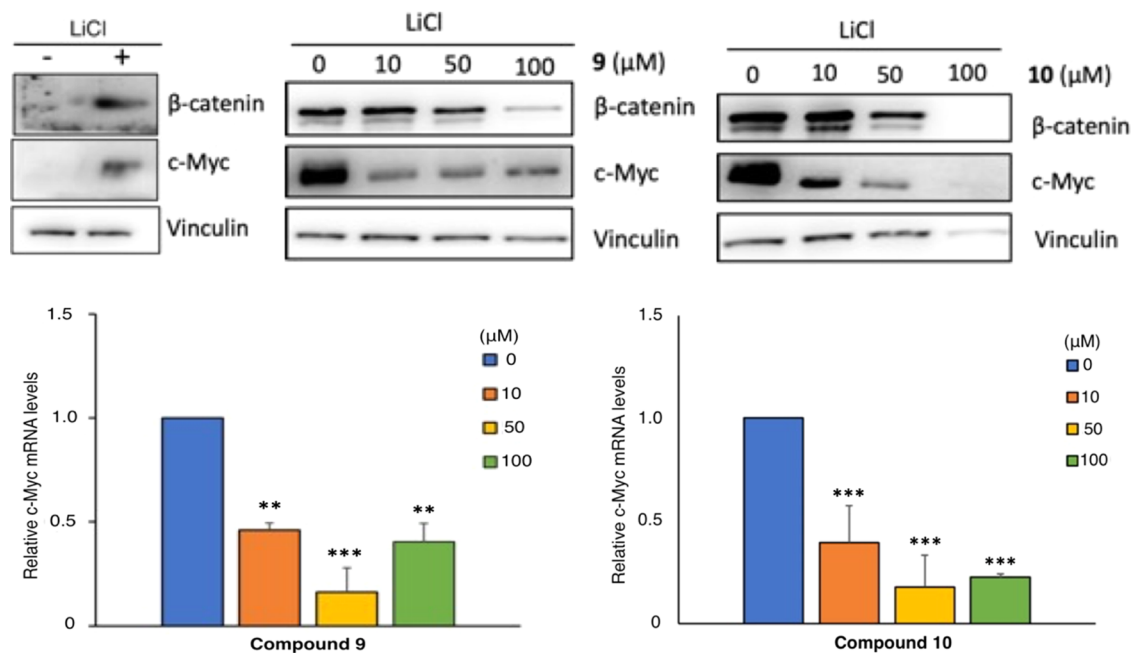 LiCl
- +
β-catenin
c-Myc
Vinculin
LiCl
0 10 50 100 9 (µM)
β-catenin
c-Myc
Vinculin
LiCl
0 10 50 100 10 (µM)
β-catenin
c-Myc
Vinculin
Relative c-Myc mRNA levels
1.5
1.0
0.5
0
**
***
**
(µM)
0
10
50
100
Compound 9
Relative c-Myc mRNA levels
1.5
1.0
0.5
0
***
***
***
(µM)
0
10
50
100
Compound 10